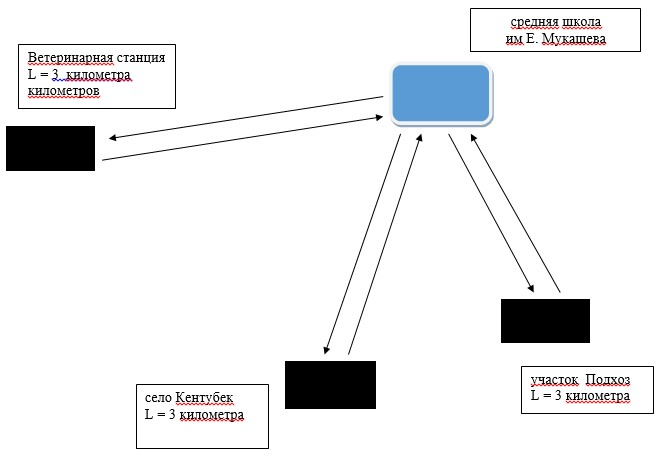 средняя школа
им Е. Мукашева
Ветеринарная станция
L = 3 километра
километров
село Кентубек
L = 3 километра
участок Подхоз
L = 3 километра